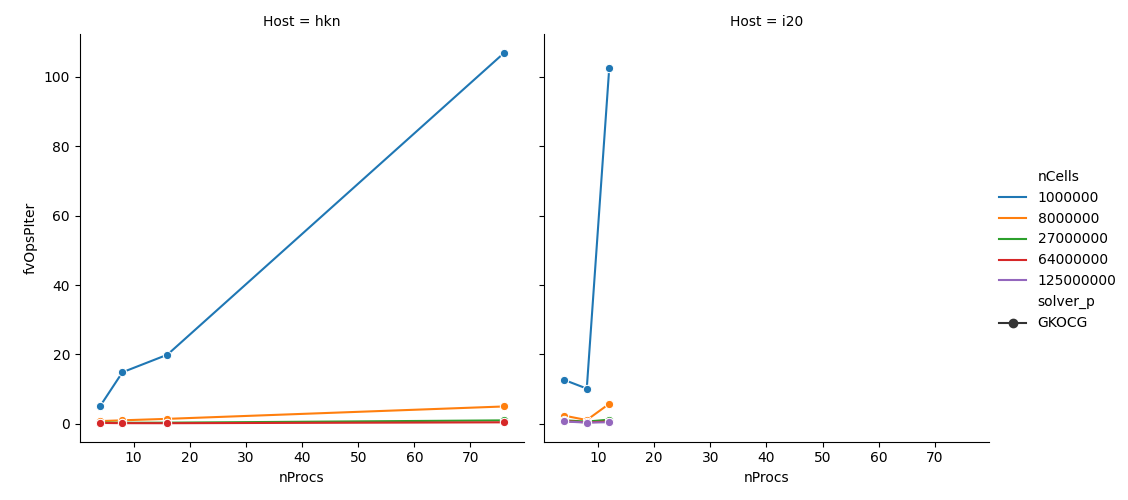 Host = hkn
Host = i20
fvOpsPIter
100
80
60
40
20
0
10 20 30 40 50 60 70
nProcs
10 20 30 40 50 60 70
nProcs
nCells
1000000
8000000
27000000
64000000
125000000
solver_p
GKOCG